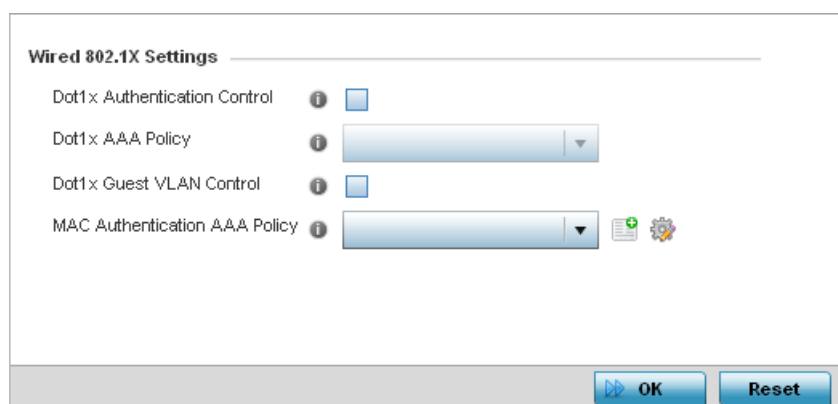 Wired 802.1X Settings
Dot1x Authentication Control
Dot1x AAA Policy
Dot1x Guest VLAN Control
MAC Authentication AAA Policy
OK
Reset